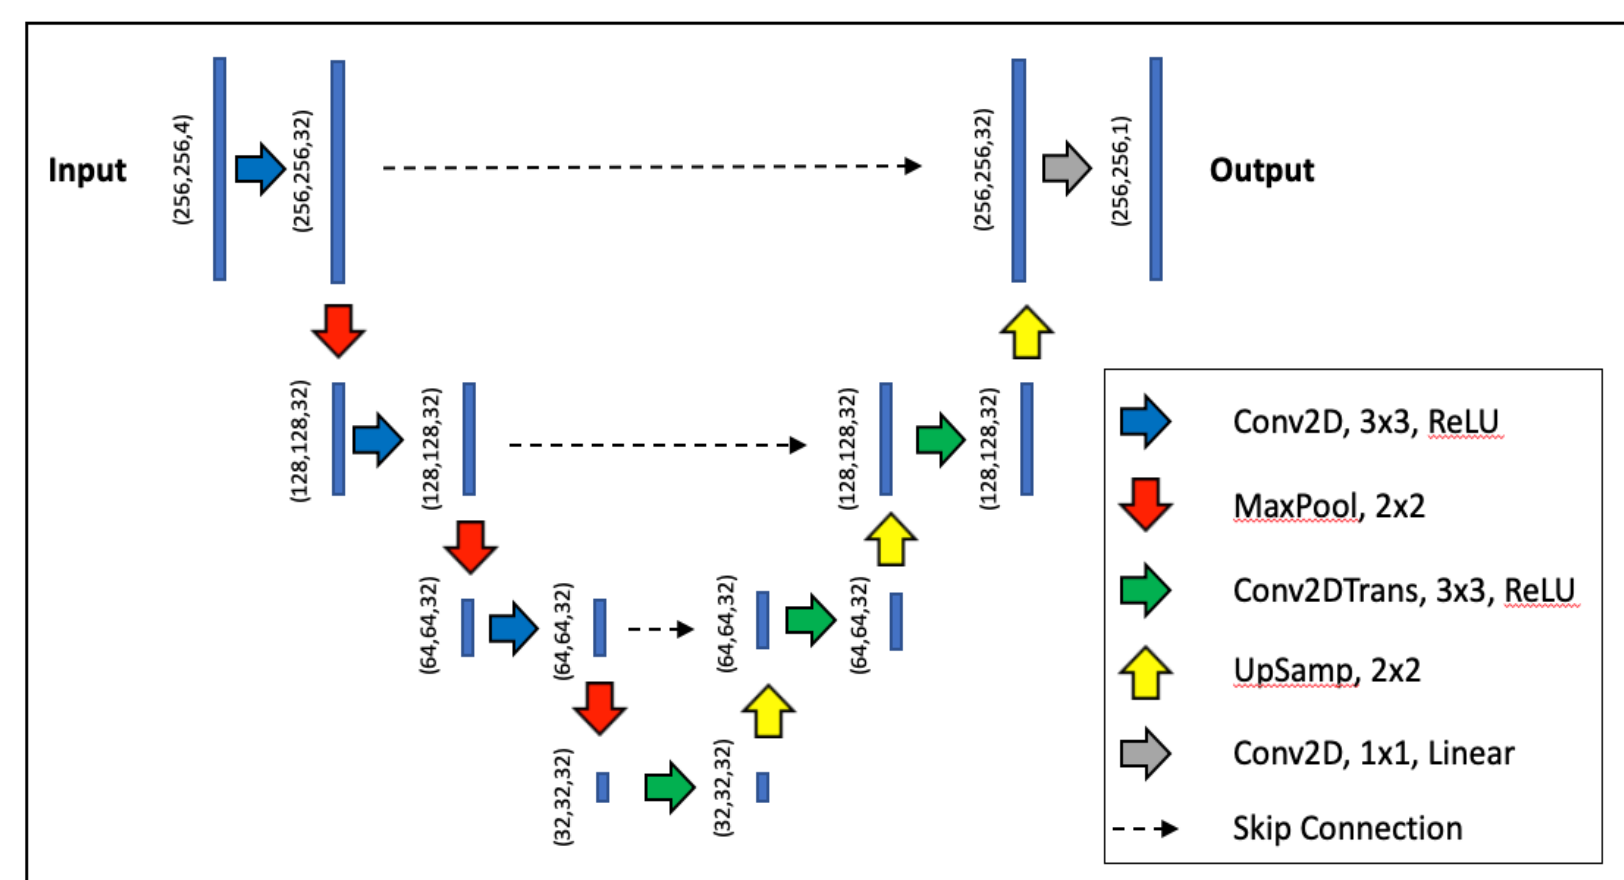 Input
(256,256,4)
(256,256,32)
(256,256,32)
(256,256,1)
Output
(128,128,32)
(128,128,32)
(128,128,32)
(128,128,32)
(64,64,32)
(64,64,32)
(64,64,32)
(64,64,32)
(32,32,32)
(32,32,32)
Conv2D, 3x3, ReLU
MaxPool, 2x2
Conv2DTrans, 3x3, ReLU
UpSamp, 2x2
Conv2D, 1x1, Linear
Skip Connection